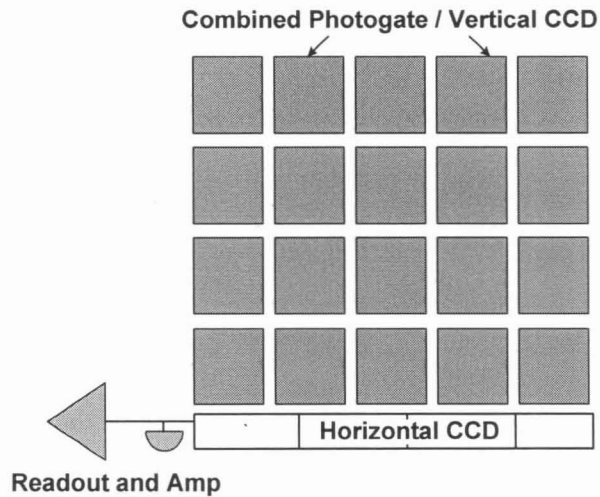 Combined Photogate / Vertical CCD
Horizontal CCD
Readout and Amp